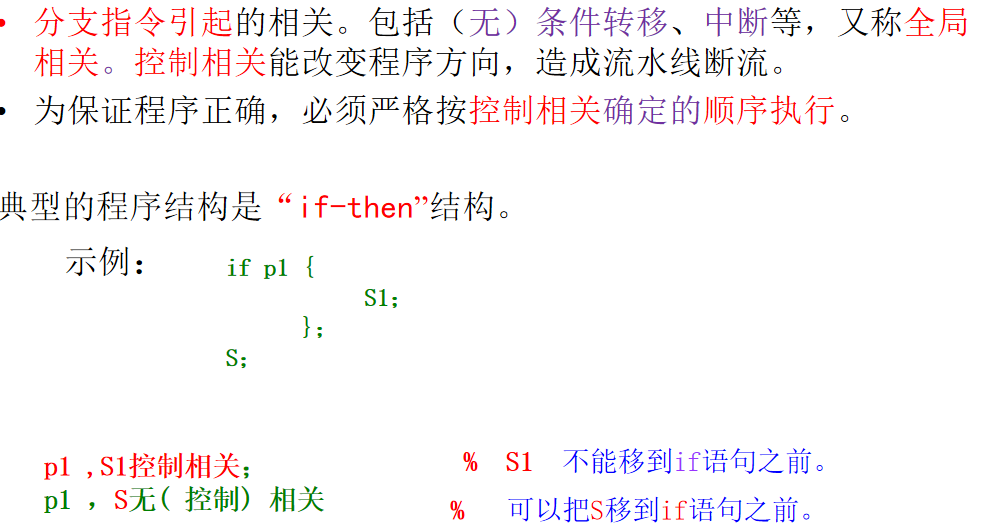 • 分支指令引起的相关。包括（无）条件转移、中断等，又称全局
相关。控制相关能改变程序方向，造成流水线断流。
• 为保证程序正确，必须严格按控制相关确定的顺序执行。
典型的程序结构是“if-then”结构。
示例： if p1 {
S1;
};
S;
p1 ,S1控制相关; % S1 不能移到if语句之前。
p1 , S无( 控制) 相关 % 可以把S移到if语句之前。